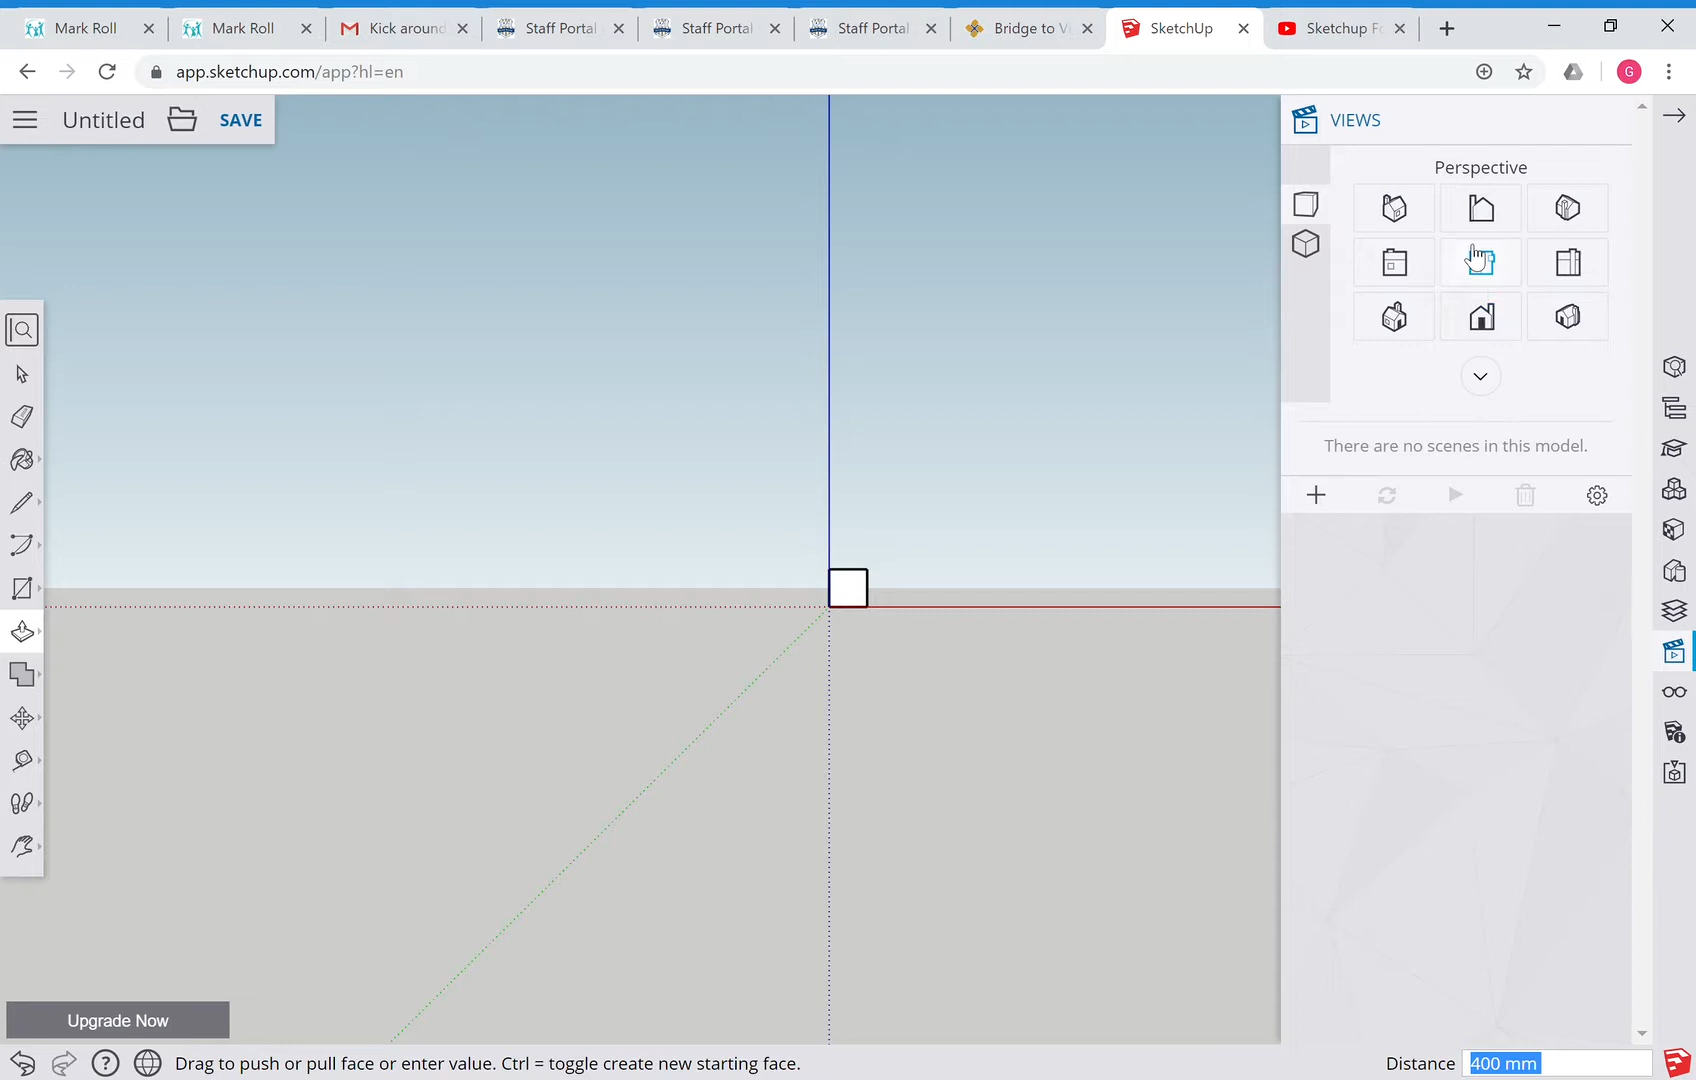 Mark Roll
Mark Roll
Kick around
Staff Portal
Staff Portal
Staff Portal
Bridge to Vi
SketchUp
Sketchup Fo
app.sketchup.com/app?hl=en
G
Untitled
SAVE
VIEWS
Perspective
There are no scenes in this model.
Upgrade Now
Drag to push or pull face or enter value. Ctrl = toggle create new starting face.
Distance 400 mm